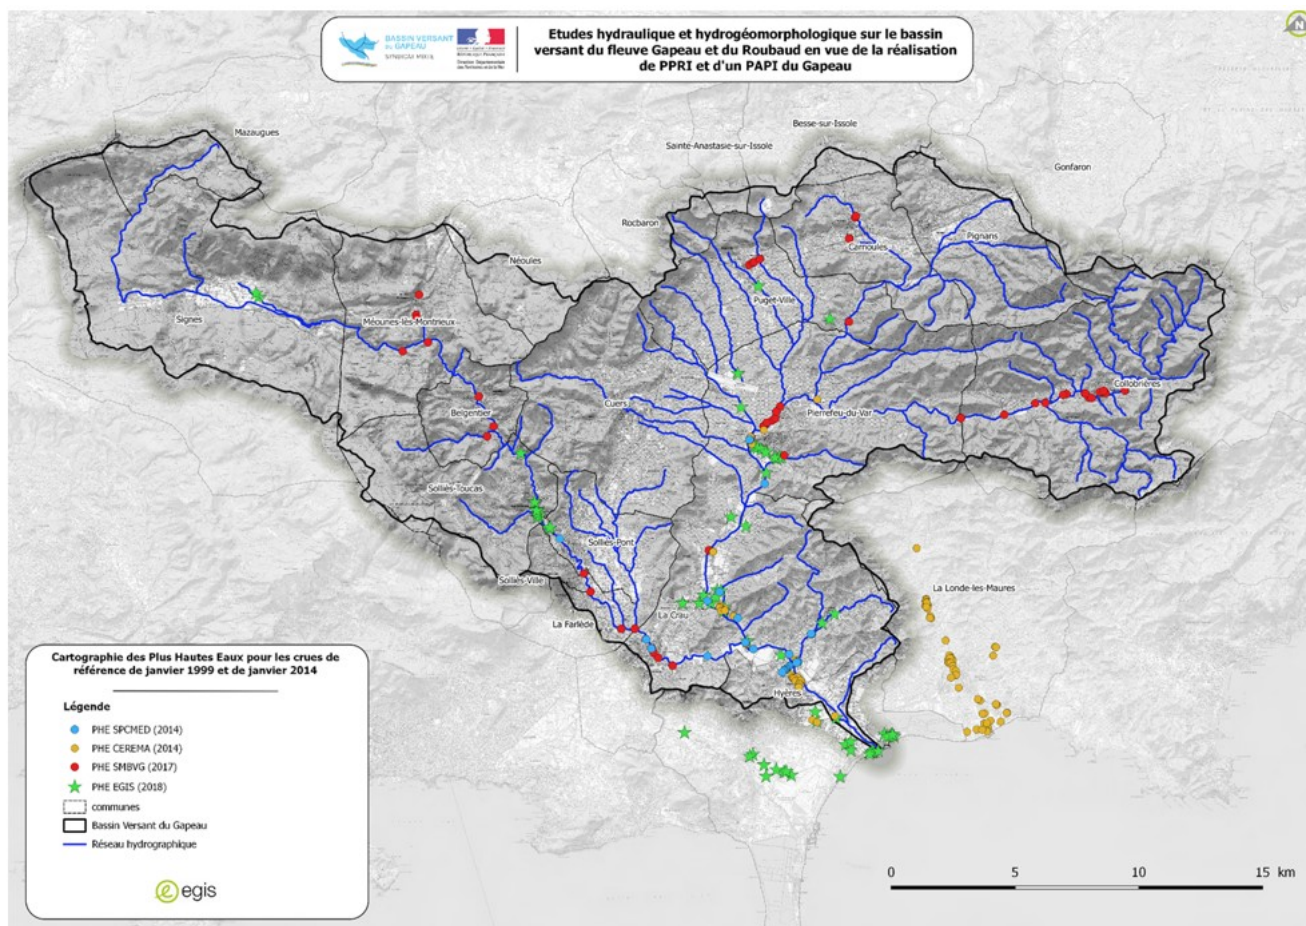 BASSIN VERSANT
DU GAPEAU
SYNDICAT MIXTE
Etudes hydraulique et hydrogéomorphologique sur le bassin
versant du fleuve Gapeau et du Roubaud en vue de la réalisation
de PPRI et d'un PAPI du Gapeau
N
Mazaugues
Besse-sur-Issole
Sainte-Anastasie-sur-Issole
Gonfaron
Rocbaron
Pignans
Carnoules
Néoules
Puget-Ville
Signes
Méounes-lès-Montrieux
Collobrières
Cuers
Belgentier
Pierrefeu-du-Var
Solliès-Toucas
Solliès-Pont
Solliès-Ville
La Londe-les-Maures
La Crau
La Farlède
Hyères
Cartographie des Plus Hautes Eaux pour les crues de
référence de janvier 1999 et de janvier 2014
Légende
PHE SPCMED (2014)
PHE CEREMA (2014)
PHE SMBVG (2017)
PHE EGIS (2018)
communes
Bassin Versant du Gapeau
Réseau hydrographique
egis
0 5 10 15 km